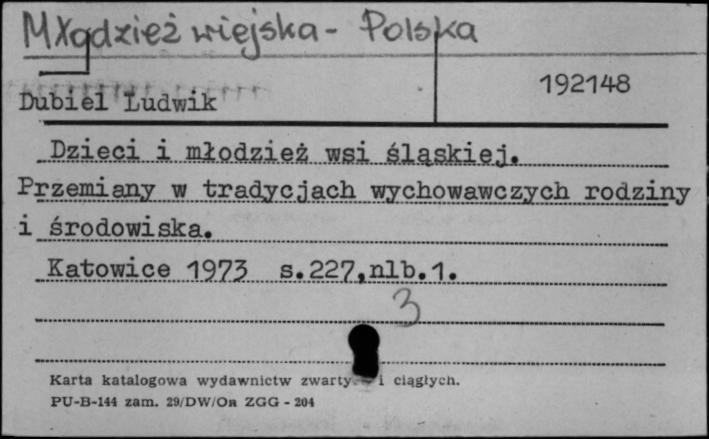 Młodzież wiejska - Polska
192148
Dubiel Ludwik
Dzieci i młodzież wsi śląskiej.
Przemiany w tradycjach wychowawczych rodziny
i środowiska.
Katowice 1973 s.227,nlb.1.
3
Karta katalogowa wydawnictw zwarty i ciągłych.
PU-B-144 zam. 29/DW/On ZGG - 204